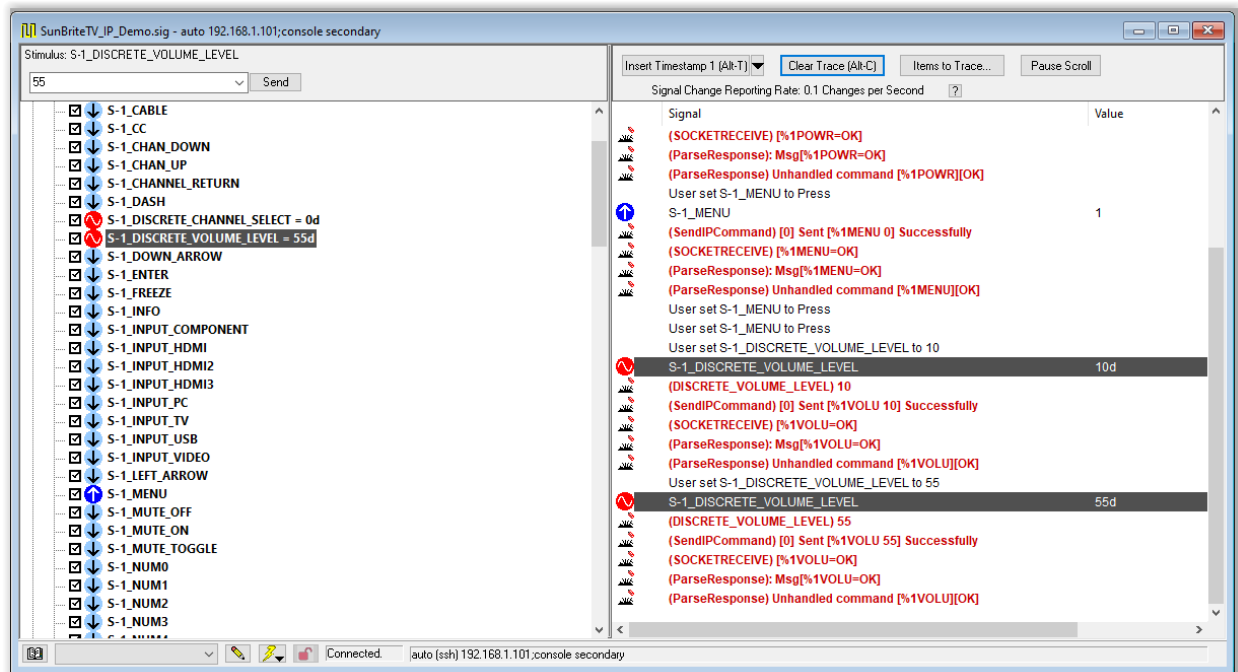 SunBriteTV_IP_Demo.sig - auto 192.168.1.101;console secondary
Stimulus: S-1_DISCRETE_VOLUME_LEVEL
55
Send
S-1_CABLE
S-1_CC
S-1_CHAN_DOWN
S-1_CHAN_UP
S-1_CHANNEL_RETURN
S-1_DASH
S-1_DISCRETE_CHANNEL_SELECT = 0d
S-1_DISCRETE_VOLUME_LEVEL = 55d
S-1_DOWN_ARROW
S-1_ENTER
S-1_FREEZE
S-1_INFO
S-1_INPUT_COMPONENT
S-1_INPUT_HDMI
S-1_INPUT_HDMI2
S-1_INPUT_HDMI3
S-1_INPUT_PC
S-1_INPUT_TV
S-1_INPUT_USB
S-1_INPUT_VIDEO
S-1_LEFT_ARROW
S-1_MENU
S-1_MUTE_OFF
S-1_MUTE_ON
S-1_MUTE_TOGGLE
S-1_NUM0
S-1_NUM1
S-1_NUM2
S-1_NUM3
Insert Timestamp 1 (Alt-T) Clear Trace (Alt-C) Items to Trace... Pause Scroll
Signal Change Reporting Rate: 0.1 Changes per Second ?
Signal Value
(SOCKETRECEIVE) [%1POWR=OK]
(ParseResponse): Msg[%1POWR=OK]
(ParseResponse) Unhandled command [%1POWR][OK]
User set S-1_MENU to Press
S-1_MENU 1
(SendIPCommand) [0] Sent [%1MENU 0] Successfully
(SOCKETRECEIVE) [%1MENU=OK]
(ParseResponse): Msg[%1MENU=OK]
(ParseResponse) Unhandled command [%1MENU][OK]
User set S-1_MENU to Press
User set S-1_MENU to Press
User set S-1_DISCRETE_VOLUME_LEVEL to 10
S-1_DISCRETE_VOLUME_LEVEL 10d
(DISCRETE_VOLUME_LEVEL) 10
(SendIPCommand) [0] Sent [%1VOLU 10] Successfully
(SOCKETRECEIVE) [%1VOLU=OK]
(ParseResponse): Msg[%1VOLU=OK]
(ParseResponse) Unhandled command [%1VOLU][OK]
User set S-1_DISCRETE_VOLUME_LEVEL to 55
S-1_DISCRETE_VOLUME_LEVEL 55d
(DISCRETE_VOLUME_LEVEL) 55
(SendIPCommand) [0] Sent [%1VOLU 55] Successfully
(SOCKETRECEIVE) [%1VOLU=OK]
(ParseResponse): Msg[%1VOLU=OK]
(ParseResponse) Unhandled command [%1VOLU][OK]
Connected. auto (ssh) 192.168.1.101;console secondary